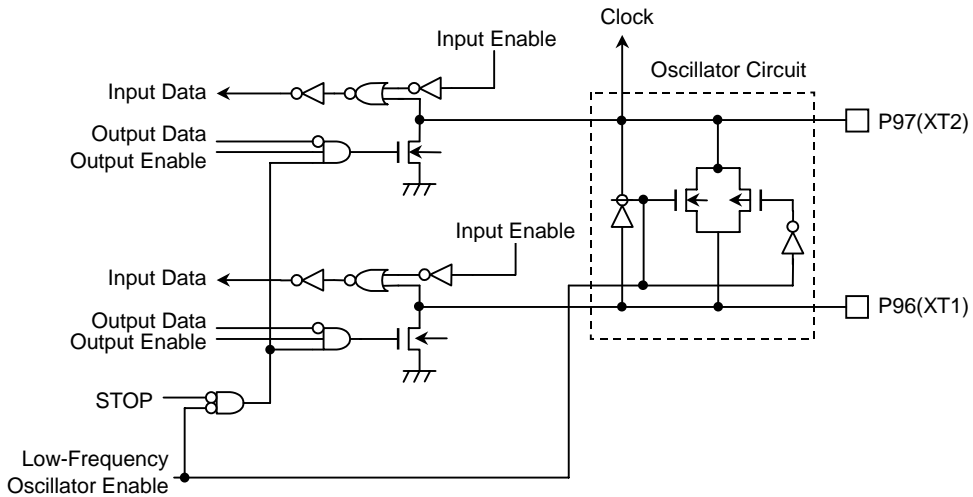 Clock
Input Enable
Oscillator Circuit
Input Data
P97(XT2)
Output Data
Output Enable
Input Enable
Input Data
P96(XT1)
Output Data
Output Enable
STOP
Low-Frequency
Oscillator Enable